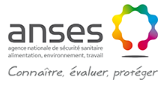 anses
agence nationale de sécurité sanitaire
alimentation, environnement, travail
Connaître, évaluer, protéger